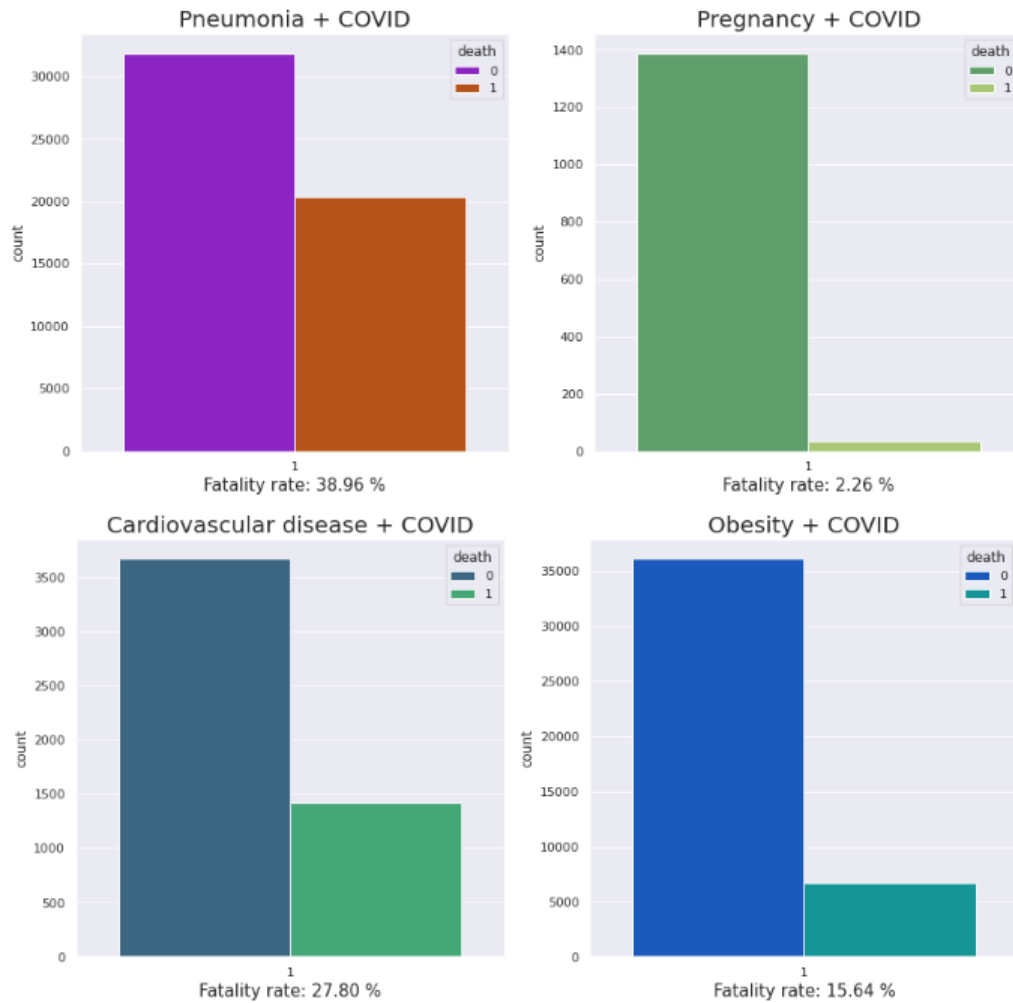 Pneumonia + COVID
death
0
1
30000
25000
20000
15000
10000
5000
0
count
1
Fatality rate: 38.96 %
Pregnancy + COVID
death
0
1
1400
1200
1000
800
600
400
200
0
count
1
Fatality rate: 2.26 %
Cardiovascular disease + COVID
death
0
1
3500
3000
2500
2000
1500
1000
500
0
count
1
Fatality rate: 27.80 %
Obesity + COVID
death
0
1
35000
30000
25000
20000
15000
10000
5000
0
count
1
Fatality rate: 15.64 %